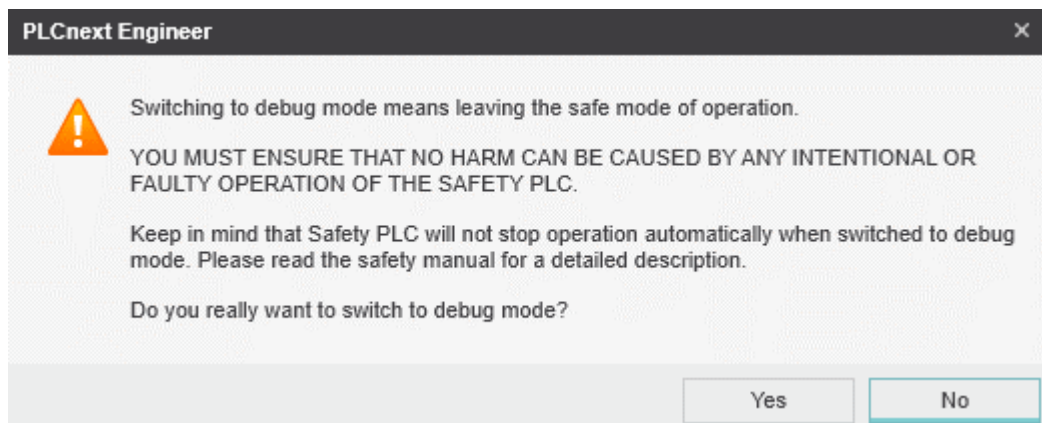 PLCnext Engineer
Switching to debug mode means leaving the safe mode of operation.
YOU MUST ENSURE THAT NO HARM CAN BE CAUSED BY ANY INTENTIONAL OR
FAULTY OPERATION OF THE SAFETY PLC.
Keep in mind that Safety PLC will not stop operation automatically when switched to debug
mode. Please read the safety manual for a detailed description.
Do you really want to switch to debug mode?
Yes
No